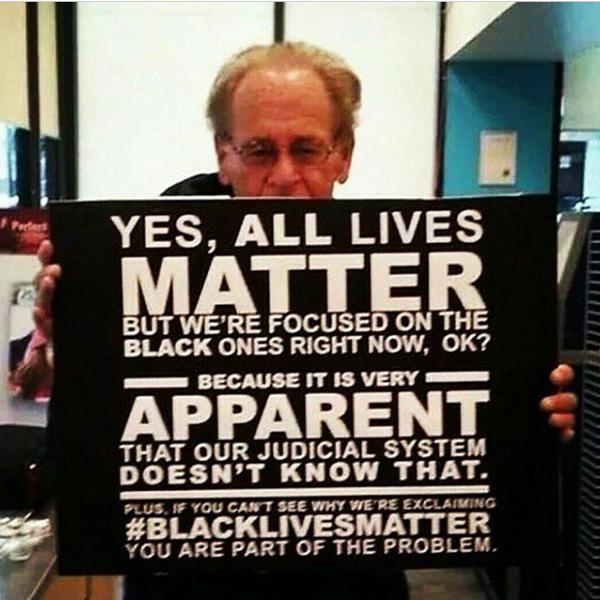 YES, ALL LIVES
MATTER
BUT WE'RE FOCUSED ON THE
BLACK ONES RIGHT NOW, OK?
BECAUSE IT IS VERY
APPARENT
THAT OUR JUDICIAL SYSTEM
DOESN'T KNOW THAT.
PLUS, IF YOU CAN'T SEE WHY WE'RE EXCLAIMING
#BLACKLIVESMATTER
YOU ARE PART OF THE PROBLEM.
Perfect